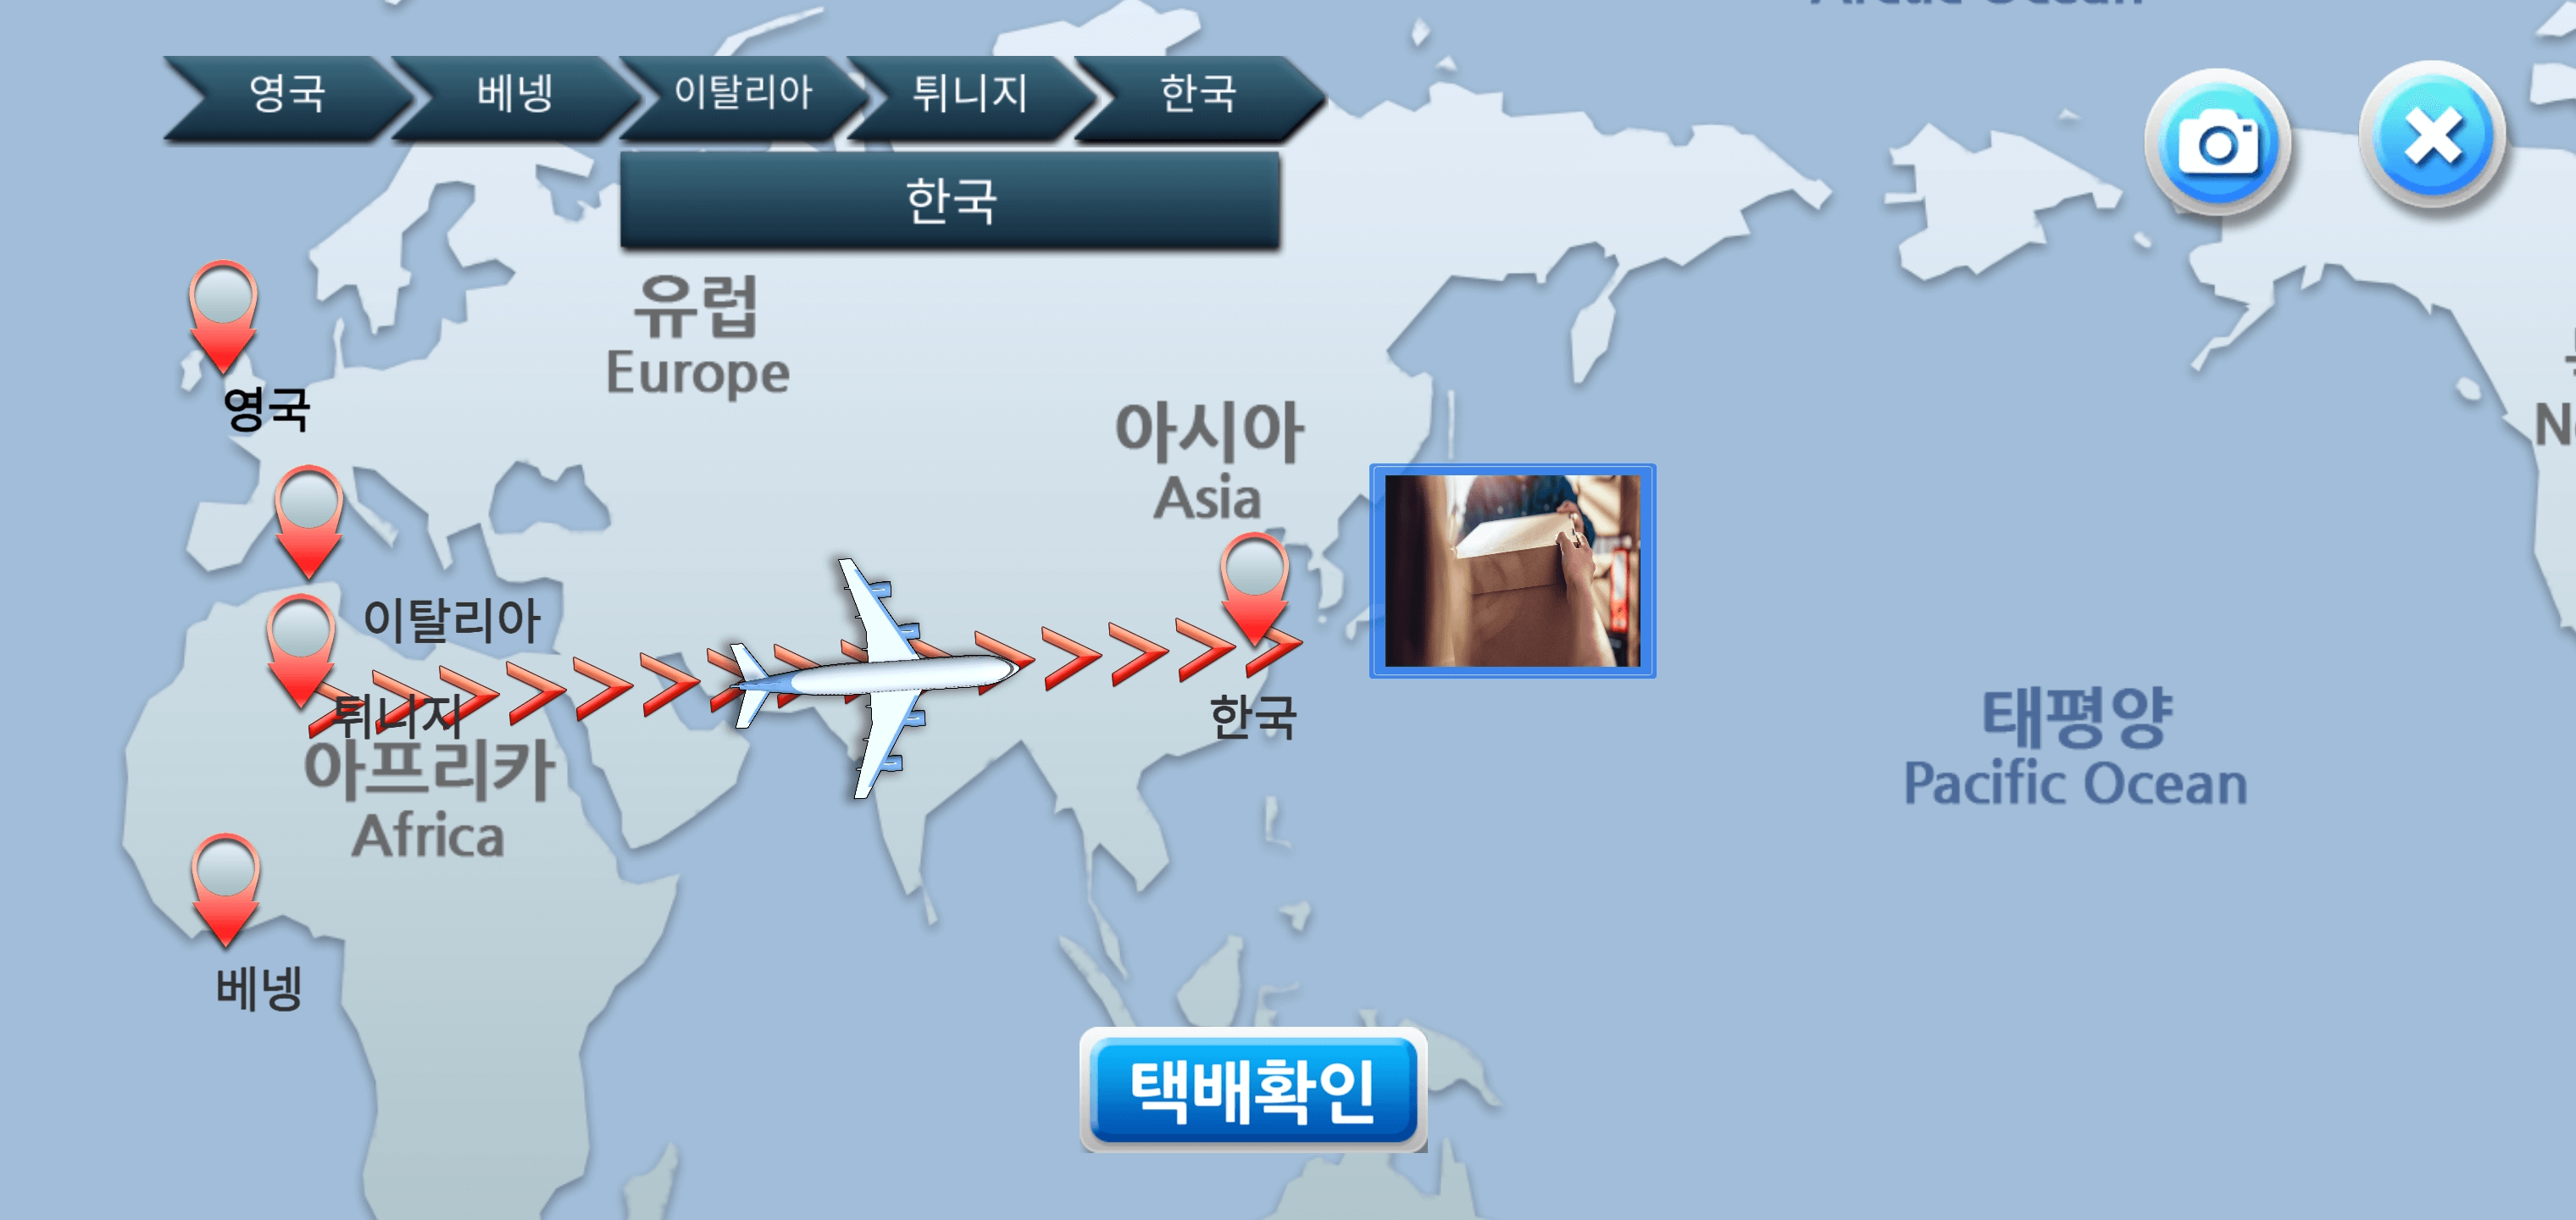 영국
베넹
이탈리아
튀니지
한국
한국
유럽
Europe
영국
아시아
Asia
이탈리아
튀니지
한국
아프리카
Africa
태평양
Pacific Ocean
베넹
택배확인